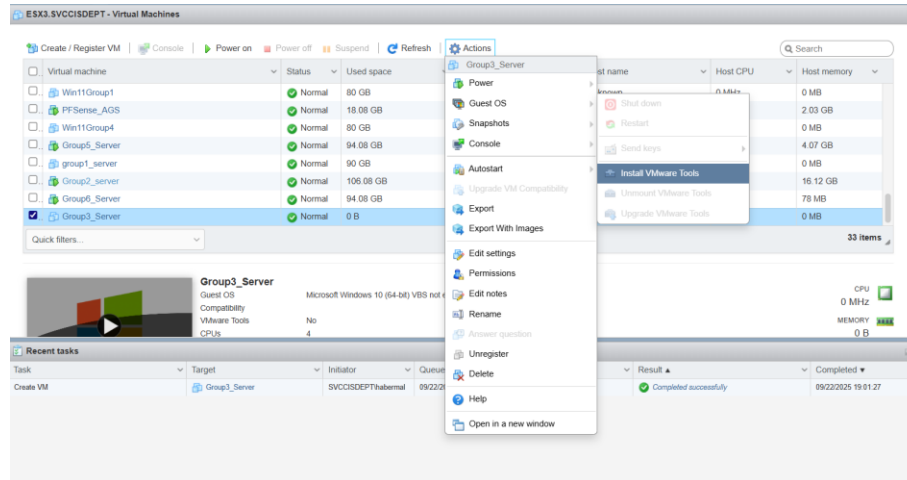 ESX3.SVCCISDEPT - Virtual Machines
Create / Register VM Console Power on Power off Suspend Refresh Actions Search
Virtual machine Status Used space st name Host CPU Host memory
Win11Group1 Normal 80 GB known 0 MHz 0 MB
PFSense_AGS Normal 18.08 GB 2.03 GB
Win11Group4 Normal 80 GB 0 MB
Group5_Server Normal 94.08 GB 4.07 GB
group1_server Normal 90 GB 0 MB
Group2_server Normal 106.08 GB 16.12 GB
Group6_Server Normal 94.08 GB 78 MB
Group3_Server Normal 0 B 0 MB
Quick filters... 33 items
Group3_Server
Power
Guest OS
Snapshots
Console
Autostart
Upgrade VM Compatibility
Export
Export With Images
Edit settings
Permissions
Edit notes
Rename
Answer question
Unregister
Delete
Help
Open in a new window
Shut down
Restart
Send keys
Install VMware Tools
Unmount VMware Tools
Upgrade VMware Tools
Group3_Server
Guest OS Microsoft Windows 10 (64-bit) VBS not e
Compatibility
VMware Tools No
CPUs 4
CPU
0 MHz
MEMORY
0 B
Recent tasks
Task Target Initiator Queue Result ▲ Completed ▼
Create VM Group3_Server SVCCISDEPT\habermal 09/22/2 Completed successfully 09/22/2025 19:01:27